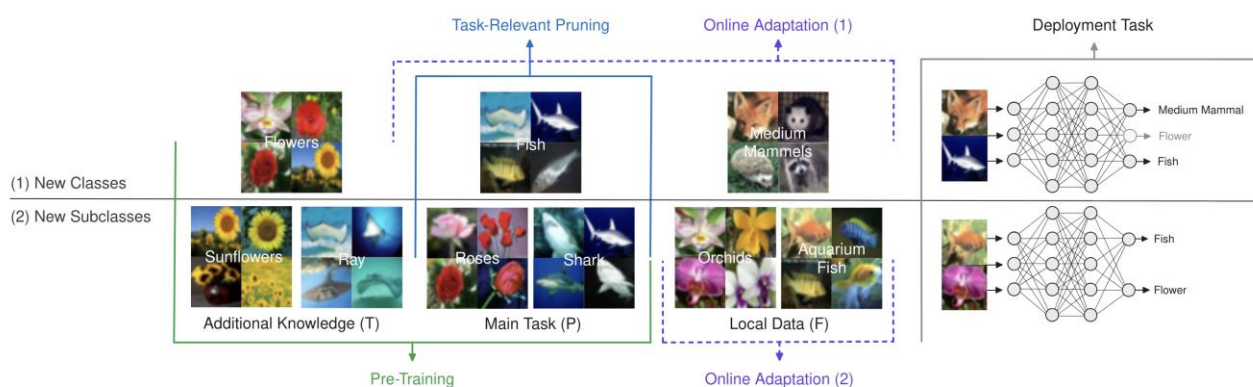 Task-Relevant Pruning
Online Adaptation (1)
Deployment Task
Flowers
Fish
Medium
Mammels
Medium Mammal
Flower
Fish
(1) New Classes
(2) New Subclasses
Sunflowers
Ray
Roses
Shark
Orchids
Aquarium
Fish
Fish
Flower
Additional Knowledge (T)
Main Task (P)
Local Data (F)
Pre-Training
Online Adaptation (2)